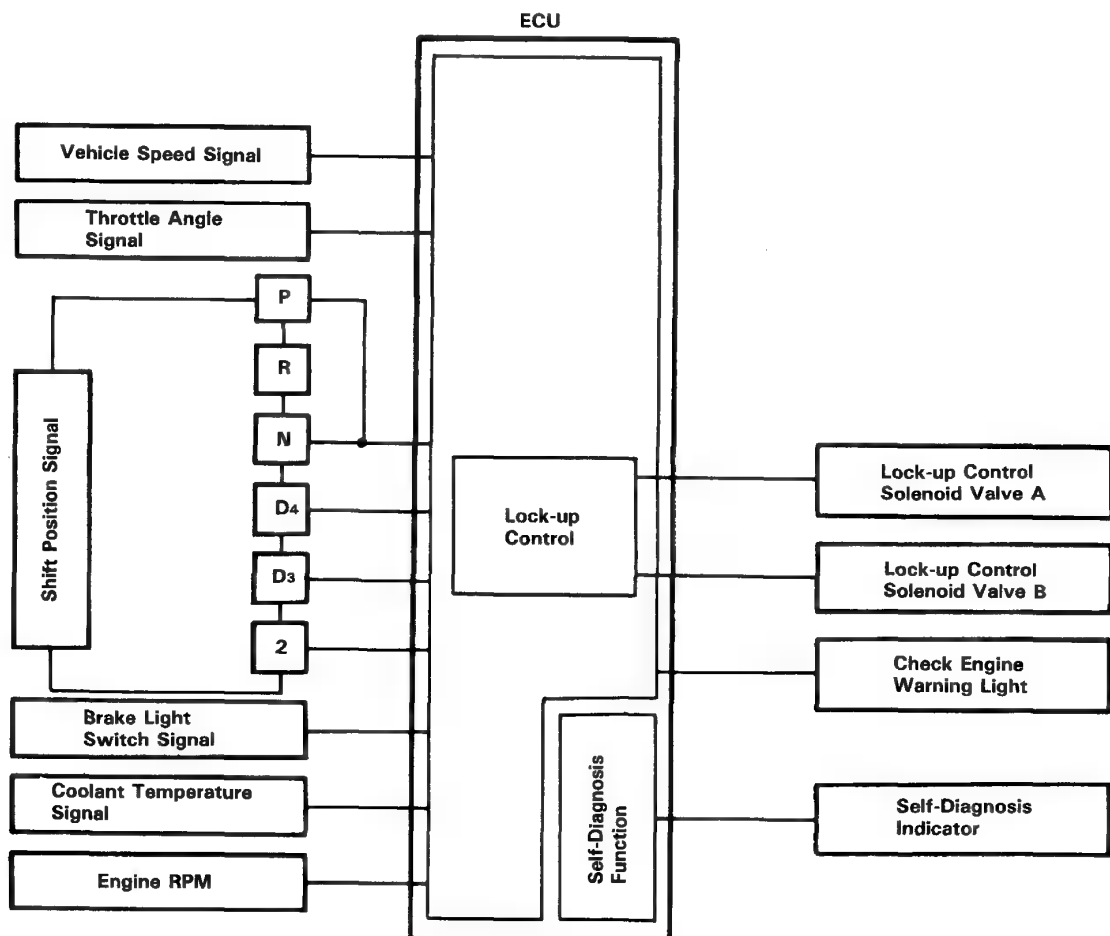 ECU
Vehicle Speed Signal
Throttle Angle
Signal
Shift Position Signal
P
R
N
D4
D3
2
Brake Light
Switch Signal
Coolant Temperature
Signal
Engine RPM
Lock-up
Control
Self-Diagnosis
Function
Lock-up Control
Solenoid Valve A
Lock-up Control
Solenoid Valve B
Check Engine
Warning Light
Self-Diagnosis
Indicator